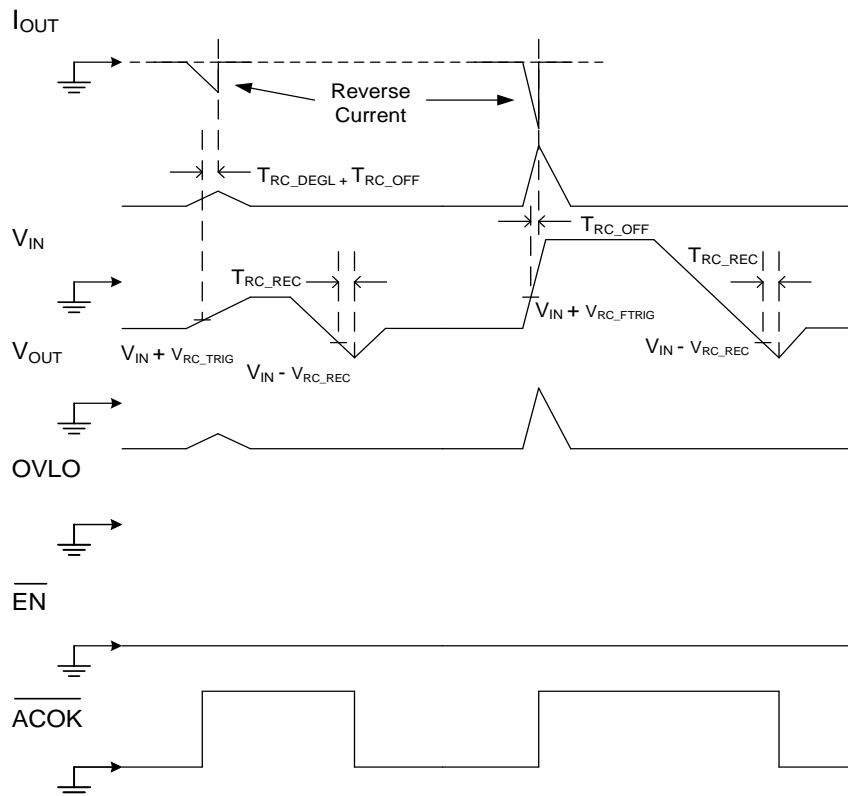 IOUT
Reverse
Current
TRC_DEGL + TRC_OFF
VIN
TRC_OFF
TRC_REC
TRC_REC
VIN + VRC_FTRIG
VOUT
VIN + VRC_TRIG
VIN - VRC_REC
VIN - VRC_REC
OVLO
EN
ACOK